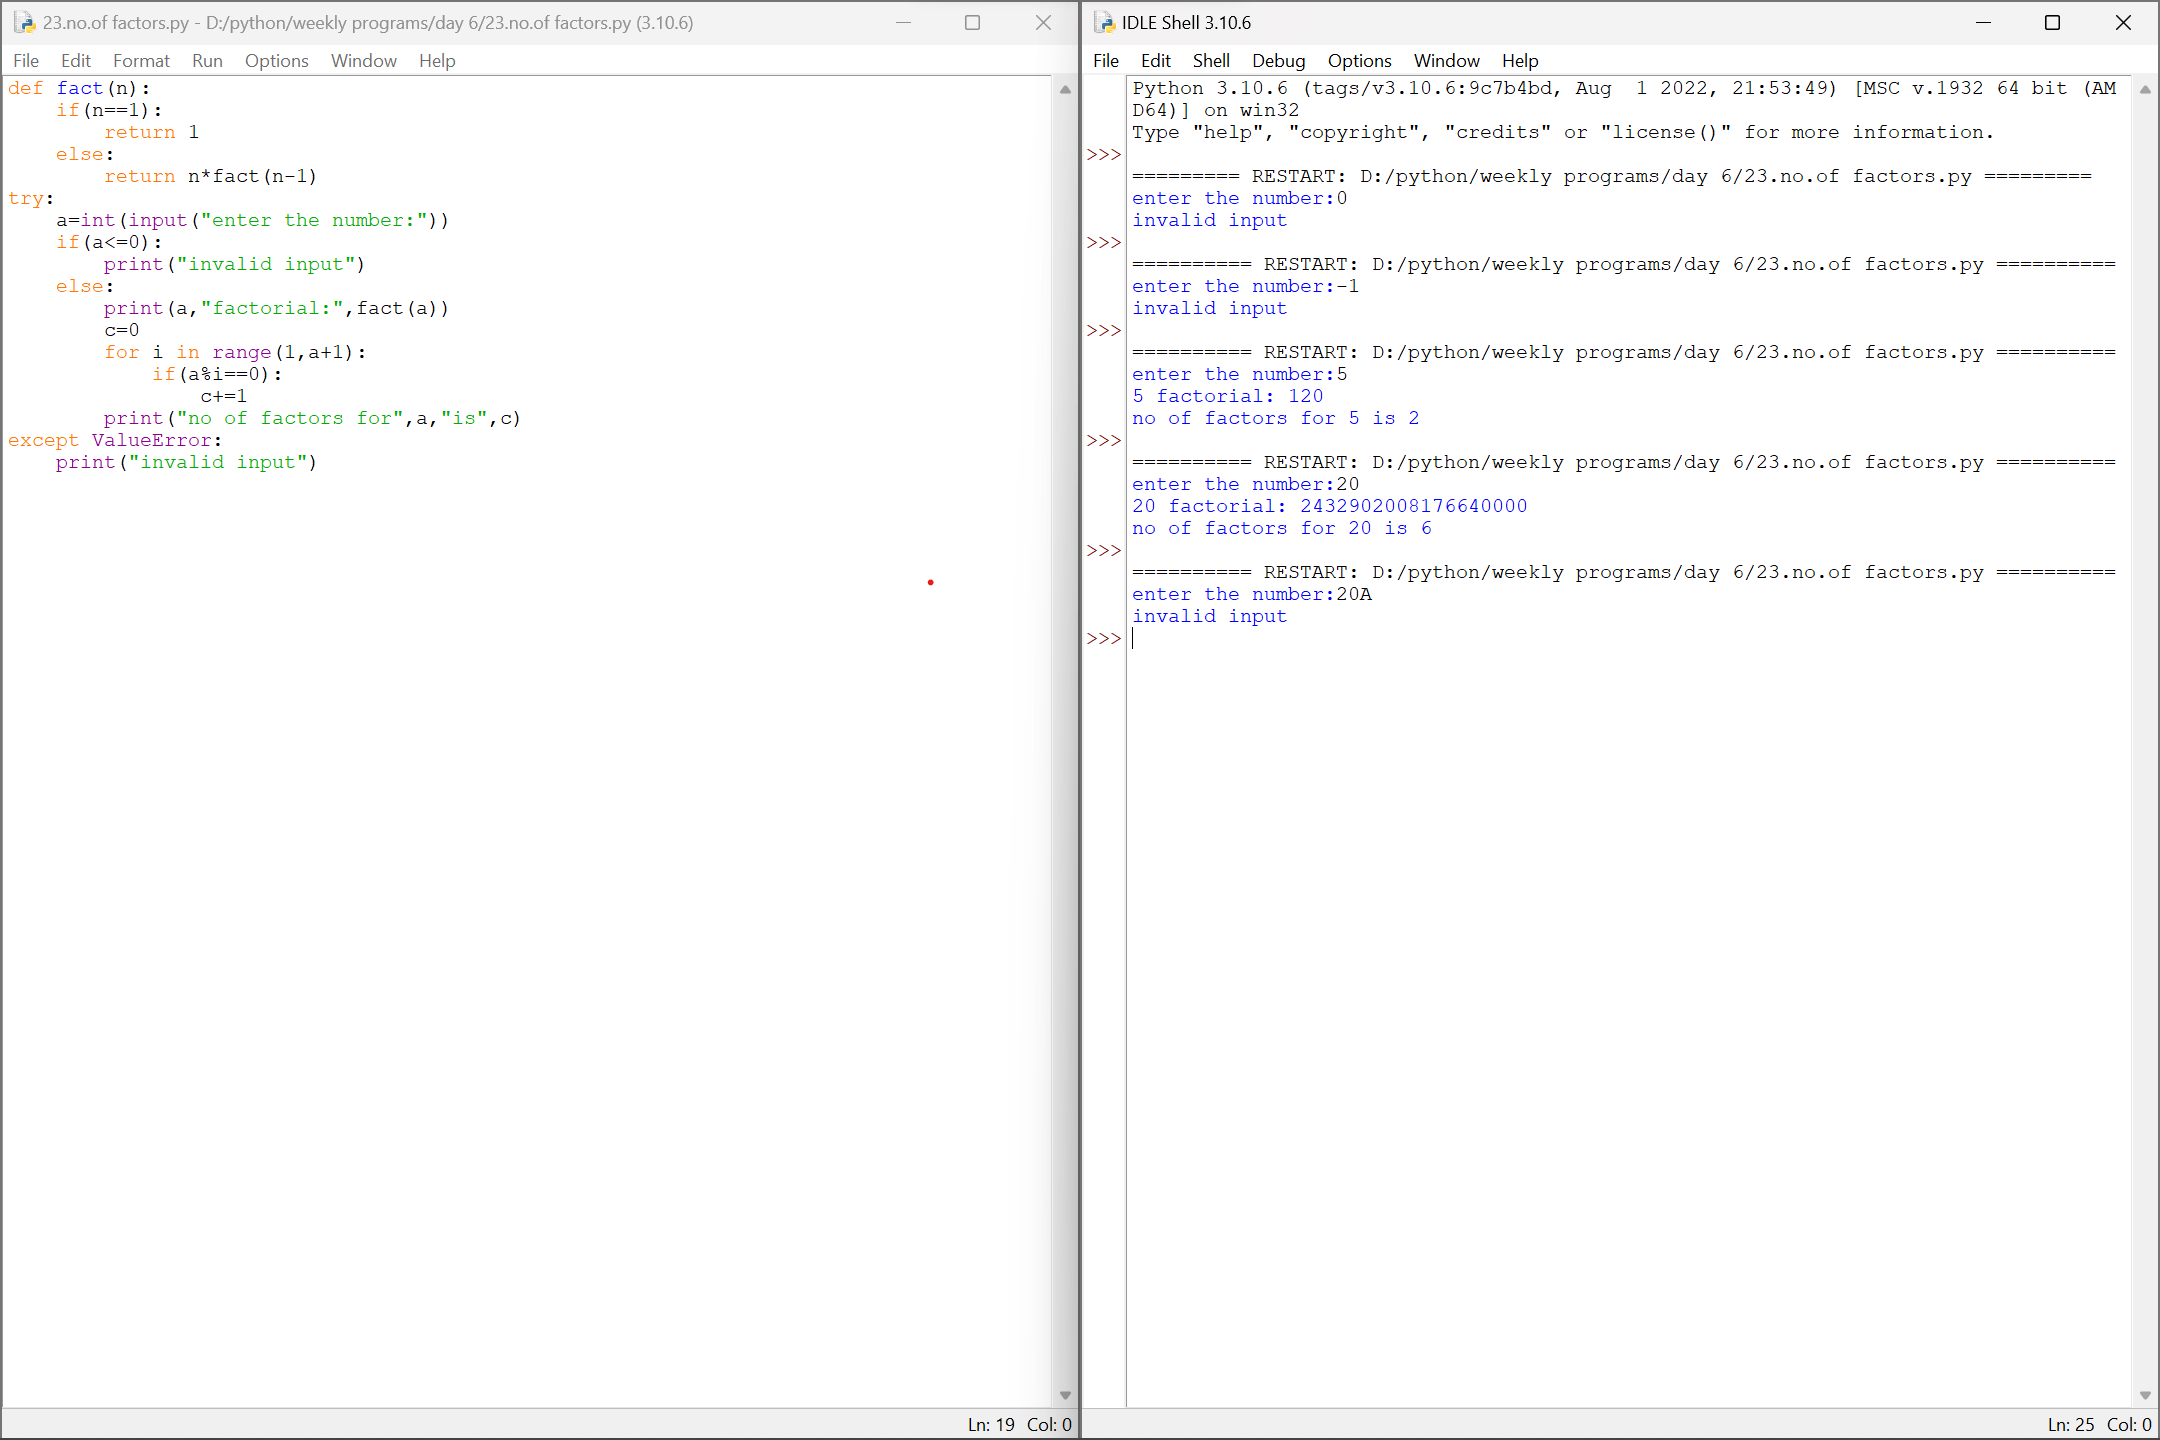 23.no.of factors.py - D:/python/weekly programs/day 6/23.no.of factors.py (3.10.6)
File Edit Format Run Options Window Help
def fact(n):
    if(n==1):
        return 1
    else:
        return n*fact(n-1)
try:
    a=int(input("enter the number:"))
    if(a<=0):
        print("invalid input")
    else:
        print(a,"factorial:",fact(a))
        c=0
        for i in range(1,a+1):
            if(a%i==0):
                c+=1
        print("no of factors for",a,"is",c)
except ValueError:
    print("invalid input")
Ln: 19 Col: 0
IDLE Shell 3.10.6
File Edit Shell Debug Options Window Help
Python 3.10.6 (tags/v3.10.6:9c7b4bd, Aug  1 2022, 21:53:49) [MSC v.1932 64 bit (AM
D64)] on win32
Type "help", "copyright", "credits" or "license()" for more information.
>>>
========= RESTART: D:/python/weekly programs/day 6/23.no.of factors.py =========
enter the number:0
invalid input
>>>
========== RESTART: D:/python/weekly programs/day 6/23.no.of factors.py ==========
enter the number:-1
invalid input
>>>
========== RESTART: D:/python/weekly programs/day 6/23.no.of factors.py ==========
enter the number:5
5 factorial: 120
no of factors for 5 is 2
>>>
========== RESTART: D:/python/weekly programs/day 6/23.no.of factors.py ==========
enter the number:20
20 factorial: 2432902008176640000
no of factors for 20 is 6
>>>
========== RESTART: D:/python/weekly programs/day 6/23.no.of factors.py ==========
enter the number:20A
invalid input
>>>
Ln: 25 Col: 0